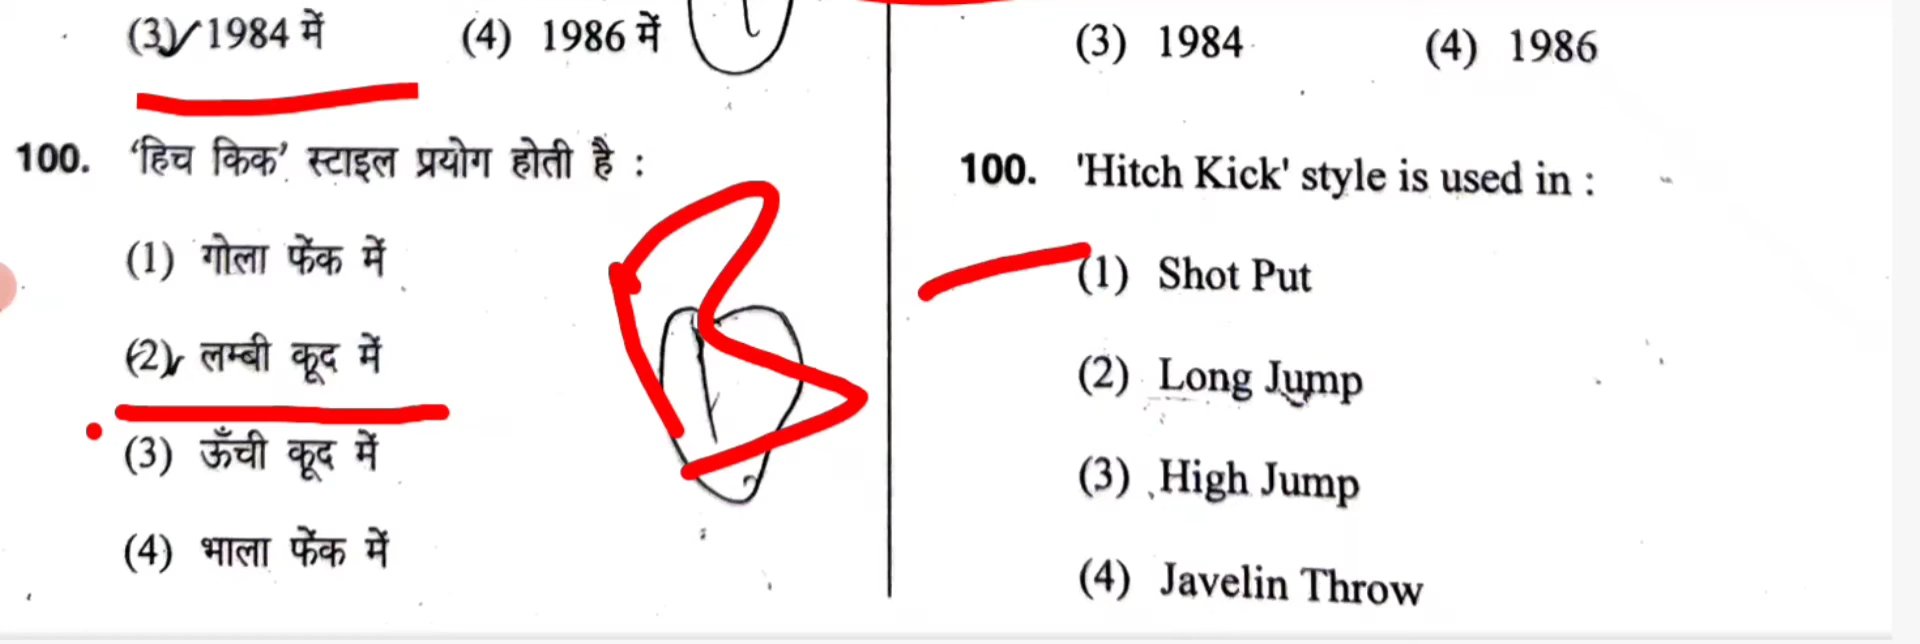 (3) 1984 में (4) 1986 में
100. ‘हिच किक’ स्टाइल प्रयोग होती है :
(1) गोला फेंक में
(2) लम्बी कूद में
(3) ऊँची कूद में
(4) भाला फेंक में
(3) 1984 (4) 1986
100. 'Hitch Kick' style is used in :
(1) Shot Put
(2) Long Jump
(3) High Jump
(4) Javelin Throw